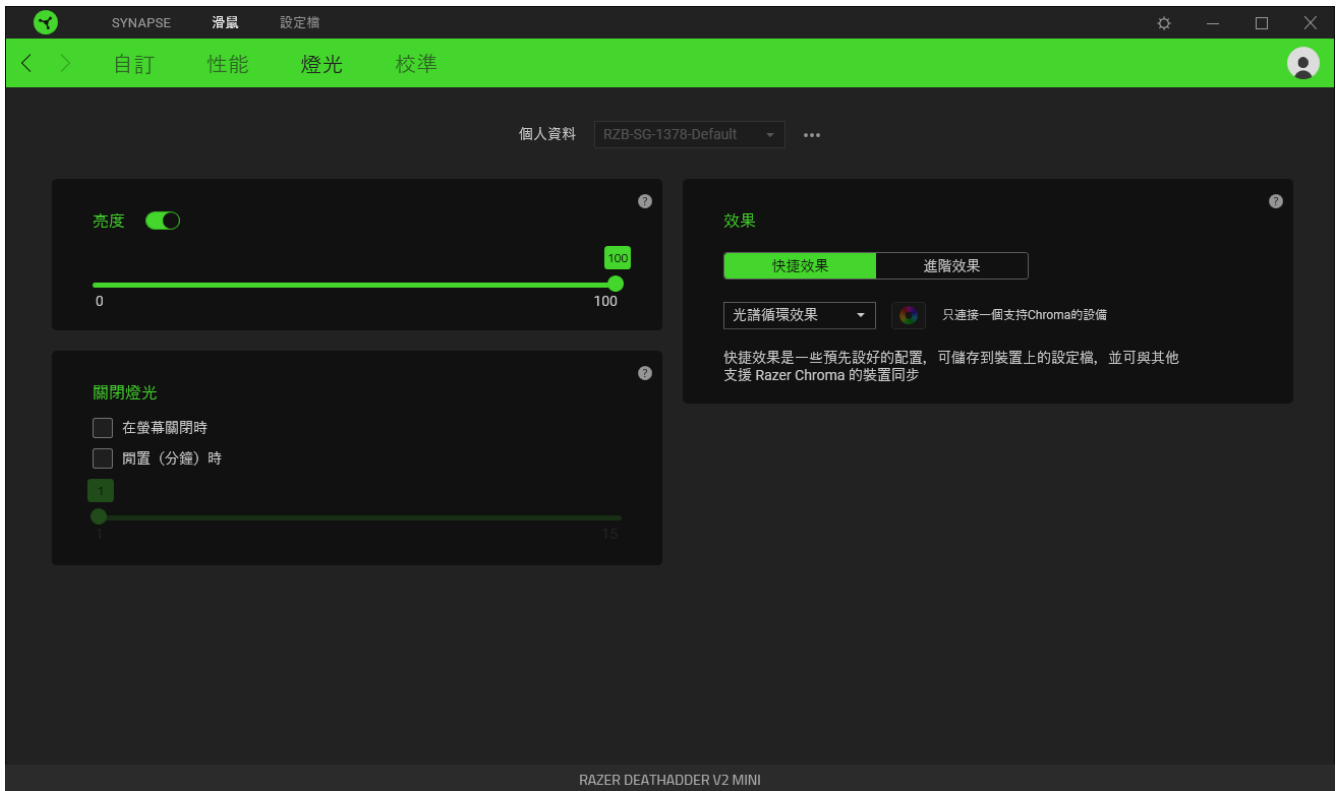 SYNAPSE 滑鼠 設定檔
自訂 性能 燈光 校準
個人資料 RZB-SG-1378-Default
亮度
100
0 100
關閉燈光
在螢幕關閉時
閒置（分鐘）時
1
1 15
效果
快捷效果 進階效果
光譜循環效果 只連接一個支持Chroma的設備
快捷效果是一些預先設好的配置，可儲存到裝置上的設定檔，並可與其他
支援 Razer Chroma 的裝置同步
RAZER DEATHADDER V2 MINI